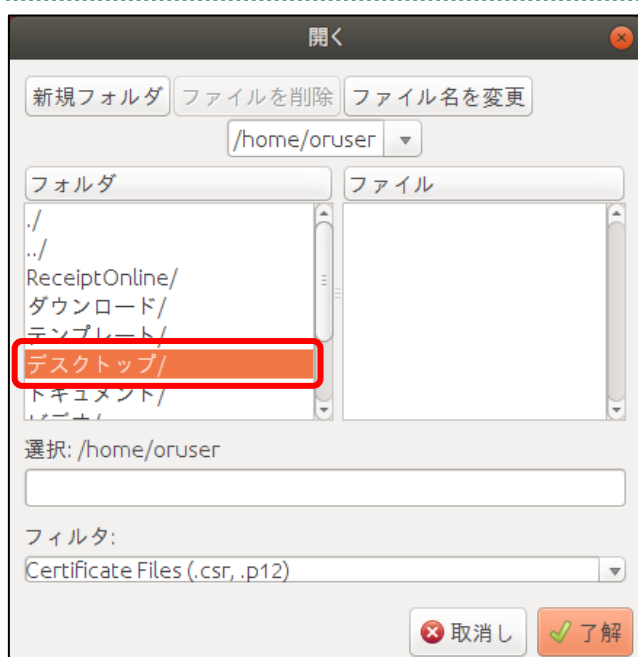 開く
新規フォルダ ファイルを削除 ファイル名を変更
/home/oruser
フォルダ ファイル
./
../
ReceiptOnline/
ダウンロード/
テンプレート/
デスクトップ/
ドキュメント/
ビデオ/
選択: /home/oruser
フィルタ:
Certificate Files (.csr, .p12)
取消し 了解